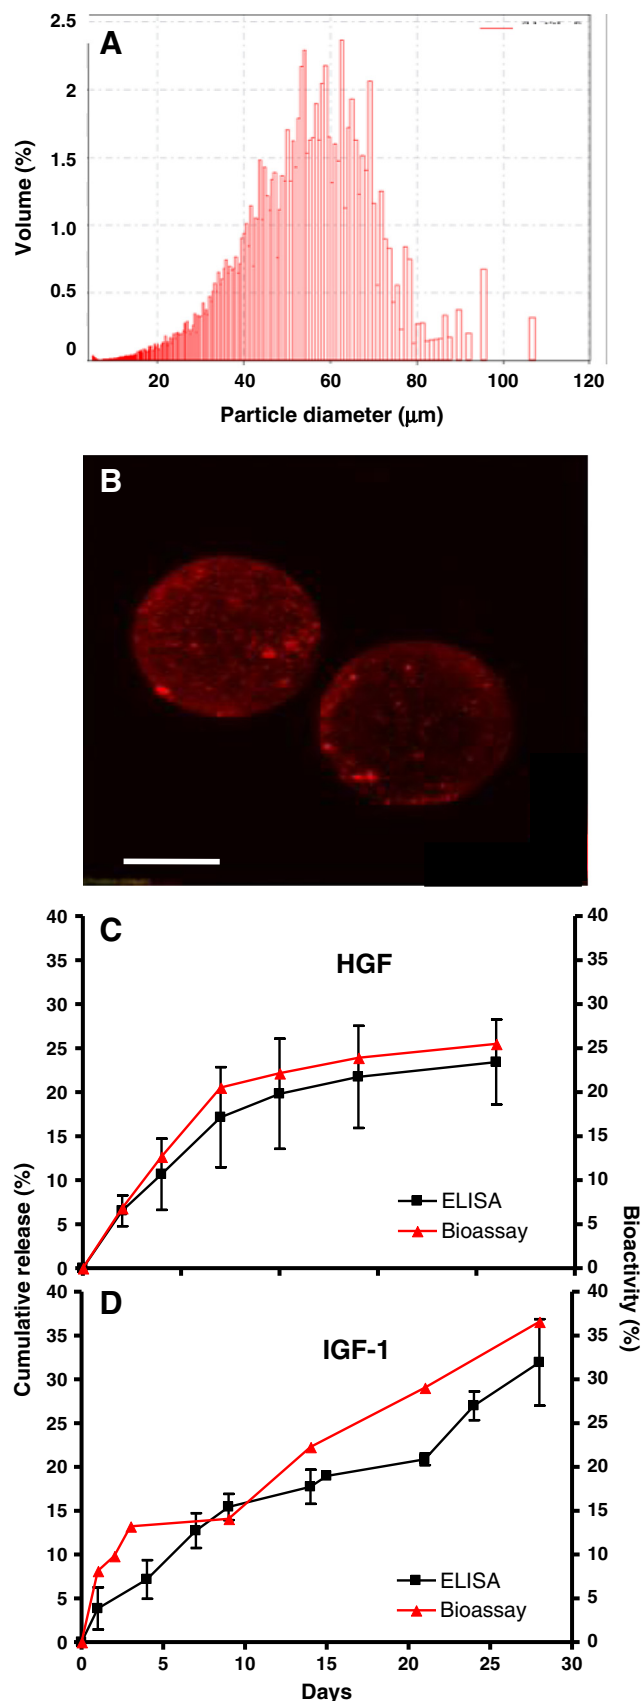 A
2.5
2
1.5
1.0
0.5
0
Volume (%)
20 40 60 80 100 120
Particle diameter (μm)
B
C
HGF
40
35
30
25
20
15
10
5
0
40
35
30
25
20
15
10
5
0
ELISA
Bioassay
Cumulative release (%)
Bioactivity (%)
D
IGF-1
40
35
30
25
20
15
10
5
0
40
35
30
25
20
15
10
5
0
ELISA
Bioassay
0 5 10 15 20 25 30
Days